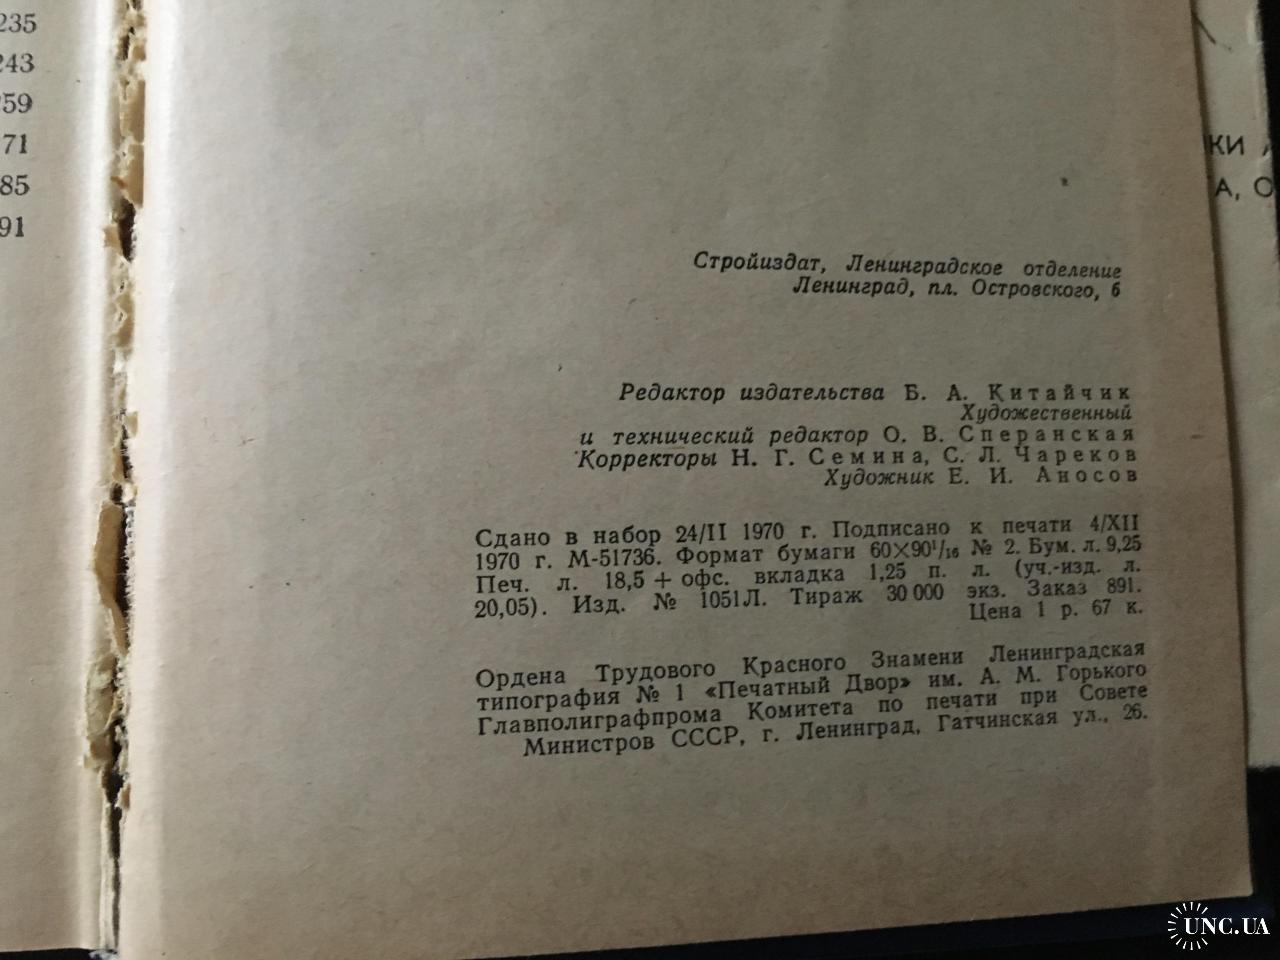 235
243
259
71
85
91
КИ
А, О
Стройиздат, Ленинградское отделение
Ленинград, пл. Островского, 6
Редактор издательства Б. А. Китайчик
Художественный
и технический редактор О. В. Сперанская
Корректоры Н. Г. Семина, С. Л. Чареков
Художник Е. И. Аносов
Сдано в набор 24/II 1970 г. Подписано к печати 4/XII
1970 г. М-51736. Формат бумаги 60×90¹/₁₆ № 2. Бум. л. 9,25
Печ. л. 18,5 + офс. вкладка 1,25 п. л. (уч.-изд. л.
20,05). Изд. № 1051Л. Тираж 30 000 экз. Заказ 891.
Цена 1 р. 67 к.
Ордена Трудового Красного Знамени Ленинградская
типография № 1 «Печатный Двор» им. А. М. Горького
Главполиграфпрома Комитета по печати при Совете
Министров СССР, г. Ленинград, Гатчинская ул., 26.
UNC.UA